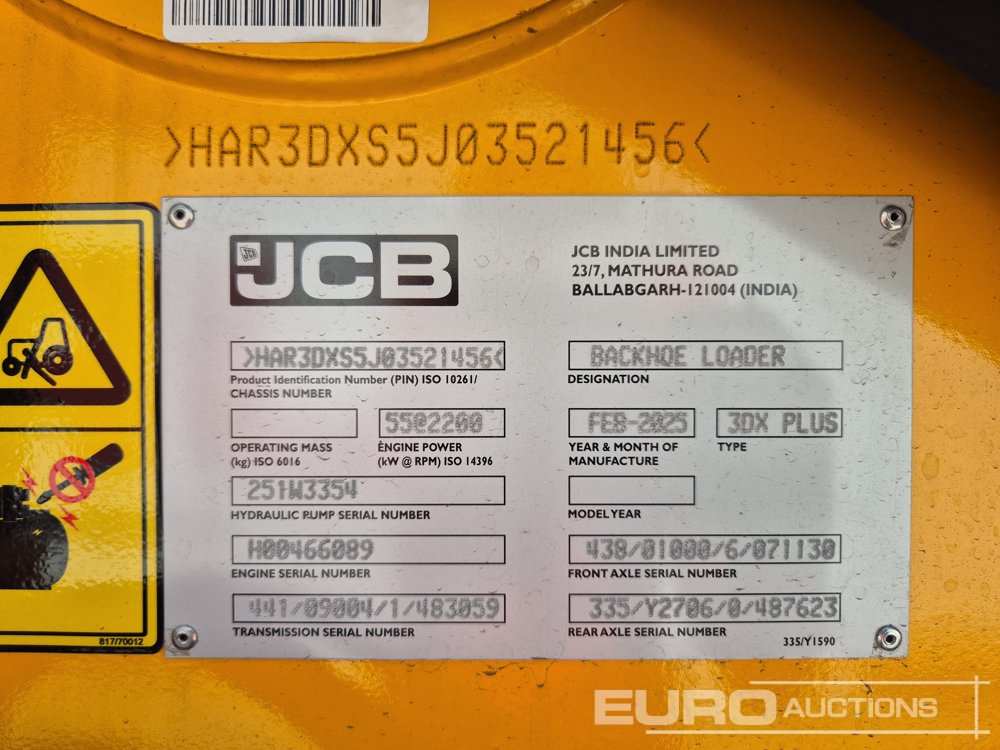 >HAR3DXS5J03521456<
JCB
JCB INDIA LIMITED
23/7, MATHURA ROAD
BALLABGARH-121004 (INDIA)
>HAR3DXS5J03521456<
Product Identification Number (PIN) ISO 10261/
CHASSIS NUMBER
BACKHOE LOADER
DESIGNATION
OPERATING MASS
(kg) ISO 6016
55@2200
ENGINE POWER
(kW @ RPM) ISO 14396
FEB-2025
YEAR & MONTH OF
MANUFACTURE
3DX PLUS
TYPE
251W3354
HYDRAULIC PUMP SERIAL NUMBER
MODEL YEAR
H00466089
ENGINE SERIAL NUMBER
438/01000/6/071130
FRONT AXLE SERIAL NUMBER
441/09004/1/483059
TRANSMISSION SERIAL NUMBER
335/Y2706/0/487623
REAR AXLE SERIAL NUMBER
335/Y1590
817/70012
EURO AUCTIONS